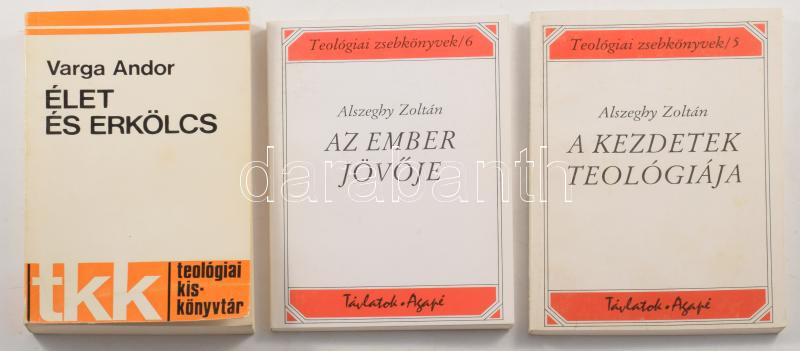 Varga Andor
ÉLET
ÉS ERKÖLCS
tkk
teológiai
kis-
könyvtár
Teológiai zsebkönyvek/6
Alszeghy Zoltán
AZ EMBER
JÖVŐJE
Távlatok • Agapé
Teológiai zsebkönyvek/5
Alszeghy Zoltán
A KEZDETEK
TEOLÓGIÁJA
Távlatok • Agapé
darabanth